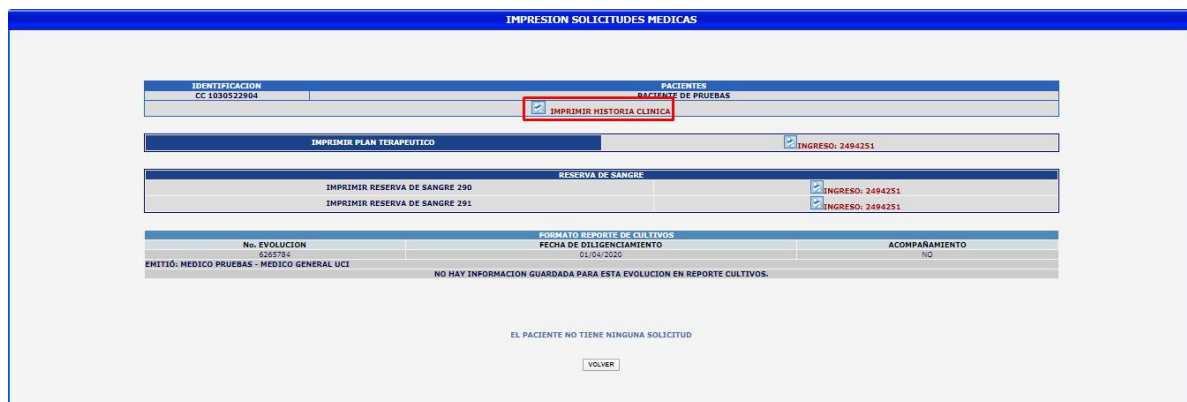 IMPRESION SOLICITUDES MEDICAS
IDENTIFICACION PACIENTES
CC 1030522904 PACIENTE DE PRUEBAS
IMPRIMIR HISTORIA CLINICA
IMPRIMIR PLAN TERAPEUTICO INGRESO: 2494251
RESERVA DE SANGRE
IMPRIMIR RESERVA DE SANGRE 290 INGRESO: 2494251
IMPRIMIR RESERVA DE SANGRE 291 INGRESO: 2494251
FORMATO REPORTE DE CULTIVOS
No. EVOLUCION FECHA DE DILIGENCIAMIENTO ACOMPAÑAMIENTO
6265784 01/04/2020 NO
EMITIÓ: MEDICO PRUEBAS - MEDICO GENERAL UCI
NO HAY INFORMACION GUARDADA PARA ESTA EVOLUCION EN REPORTE CULTIVOS.
EL PACIENTE NO TIENE NINGUNA SOLICITUD
VOLVER